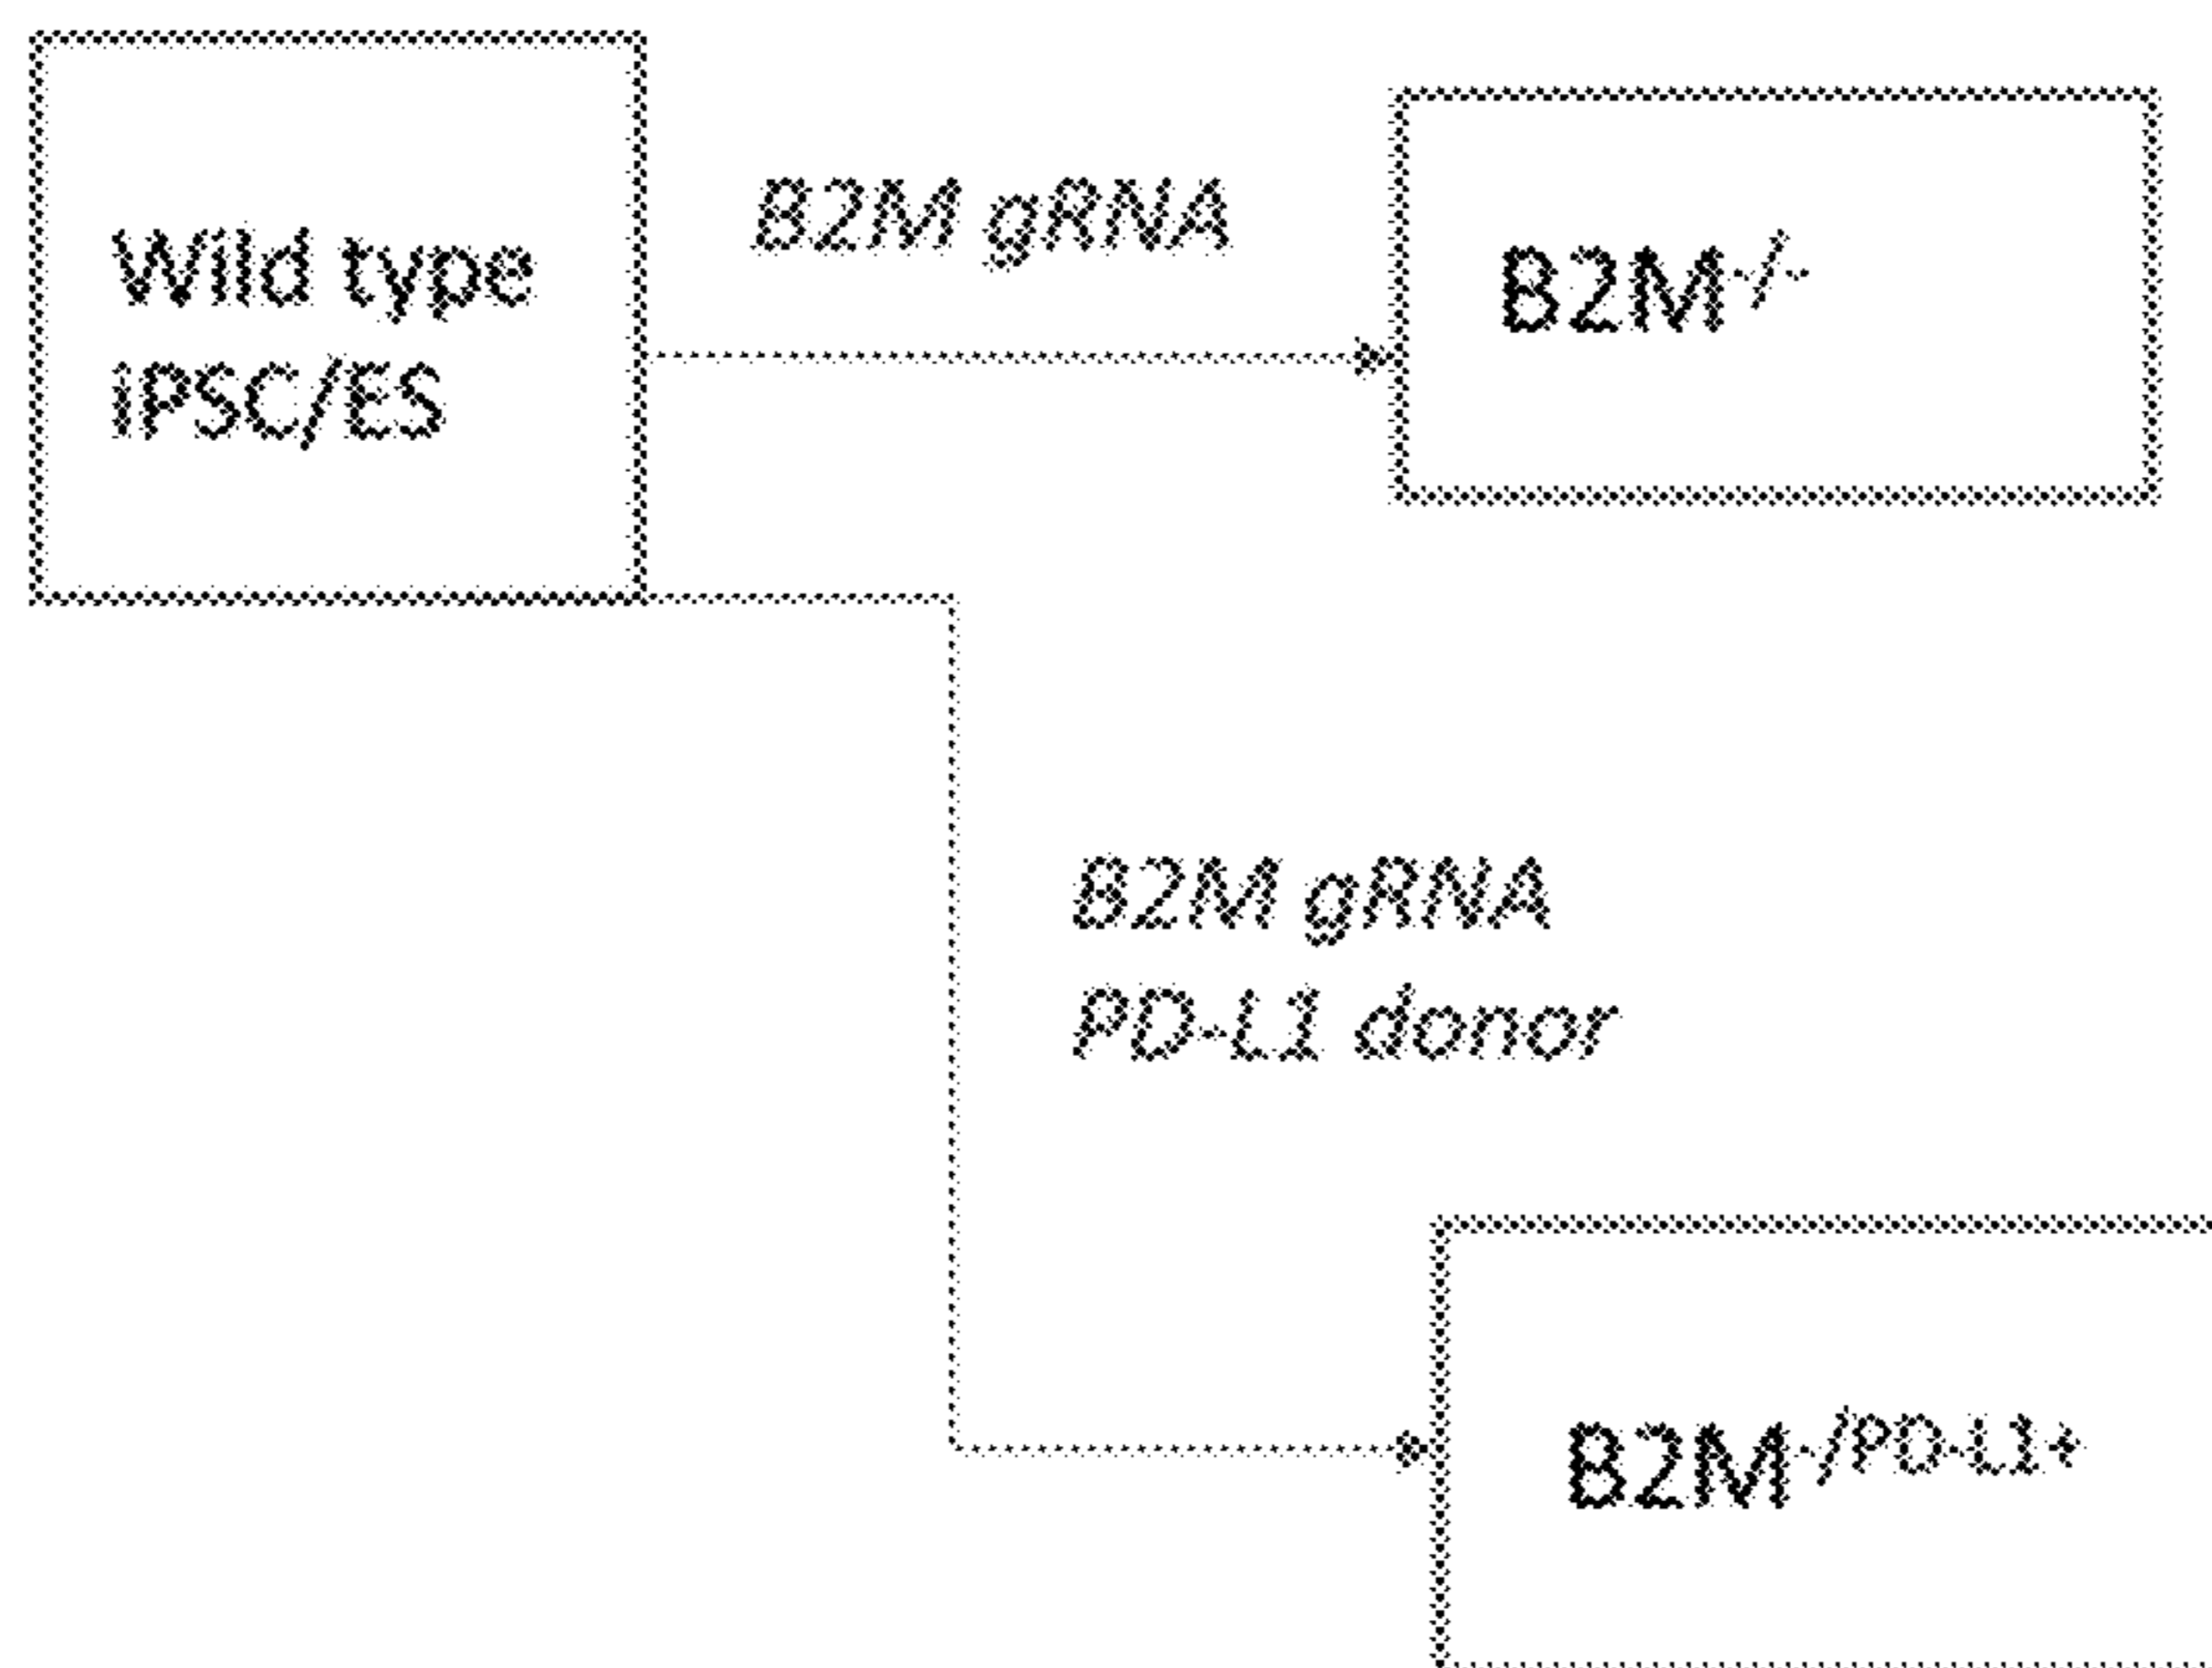 Wild type
iPSC/ES
B2M gRNA
B2M-/-
B2M gRNA
PD-L1 donor
B2M-/PD-L1+